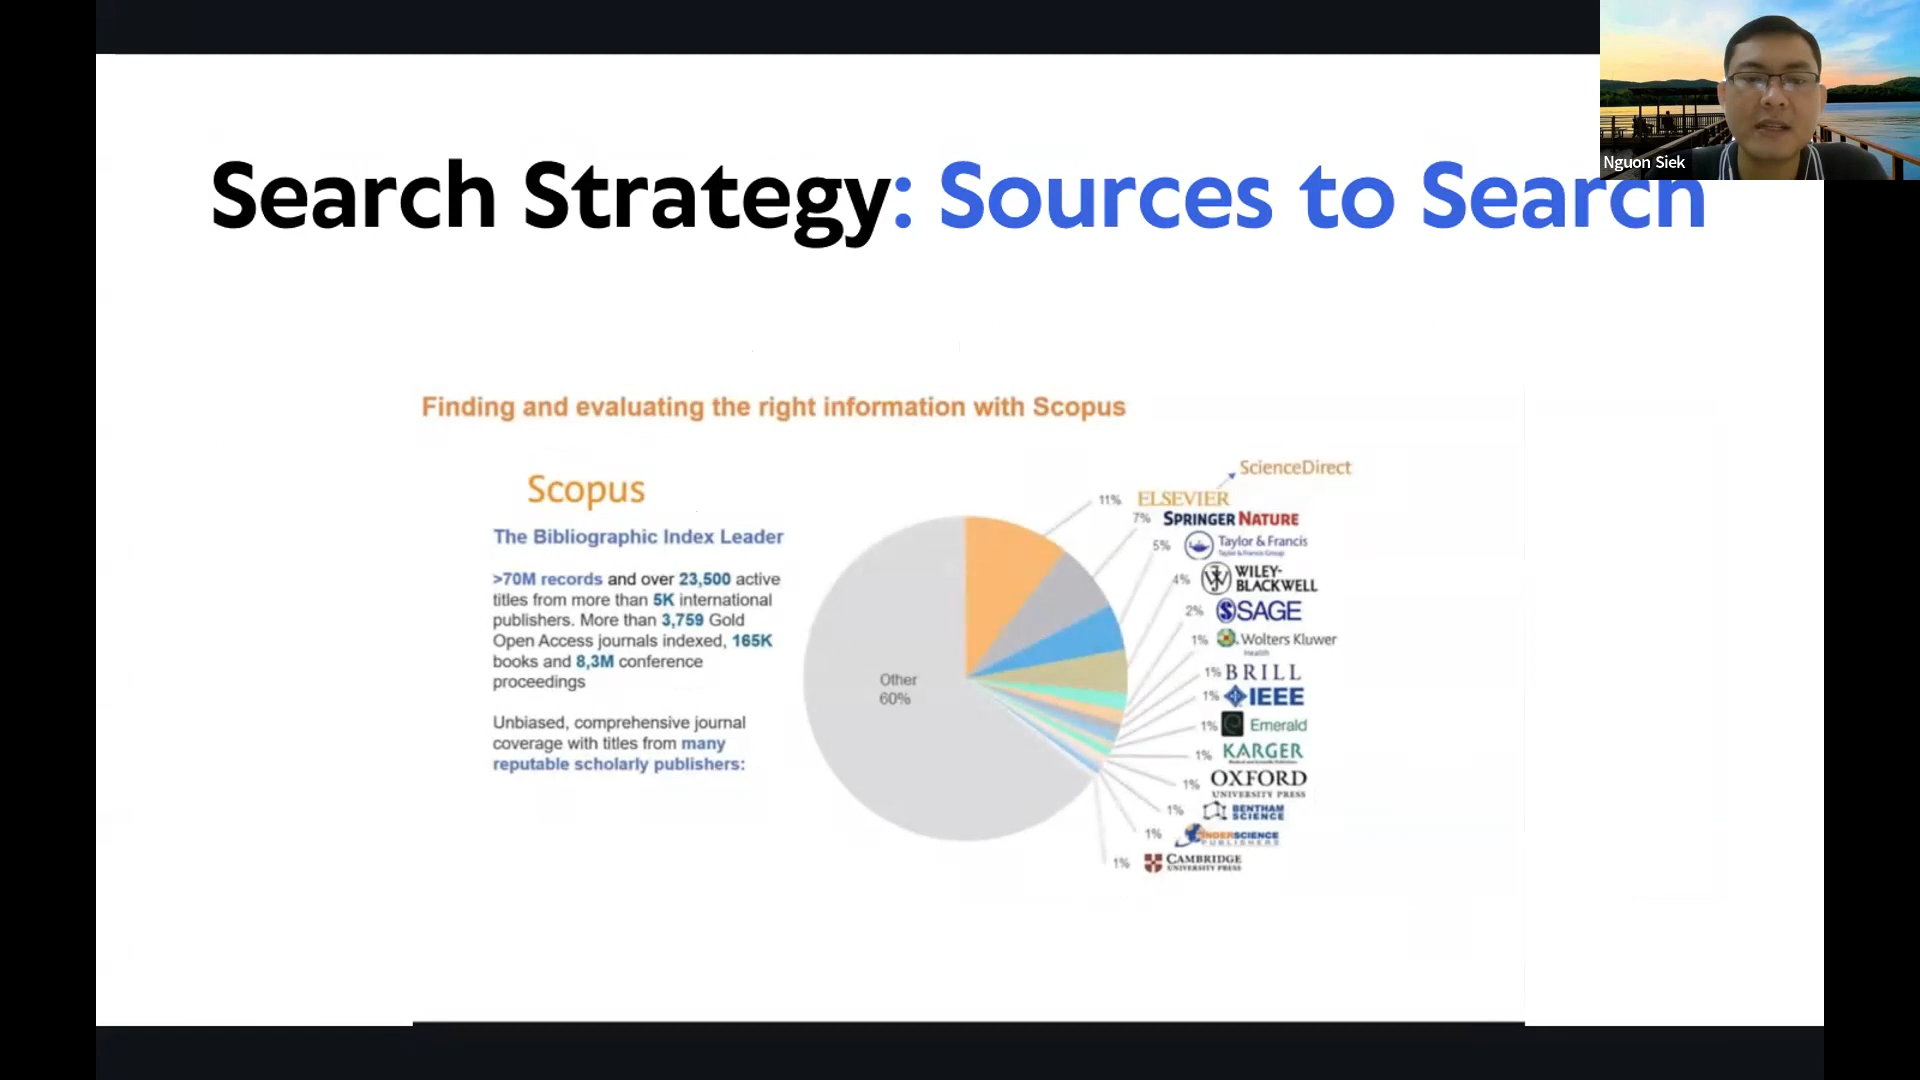 Nguon Siek
Search Strategy: Sources to Search
Finding and evaluating the right information with Scopus
Scopus
The Bibliographic Index Leader
>70M records and over 23,500 active
titles from more than 5K international
publishers. More than 3,759 Gold
Open Access journals indexed, 165K
books and 8,3M conference
proceedings
Unbiased, comprehensive journal
coverage with titles from many
reputable scholarly publishers:
Other
60%
ScienceDirect
11% ELSEVIER
7% SPRINGER NATURE
5% Taylor & Francis
Taylor & Francis Group
4% WILEY-
BLACKWELL
2% SAGE
1% Wolters Kluwer
Health
1% BRILL
1% IEEE
1% Emerald
1% KARGER
1% OXFORD
UNIVERSITY PRESS
1% BENTHAM
SCIENCE
1% INDERSCIENCE
PUBLISHERS
1% CAMBRIDGE
UNIVERSITY PRESS